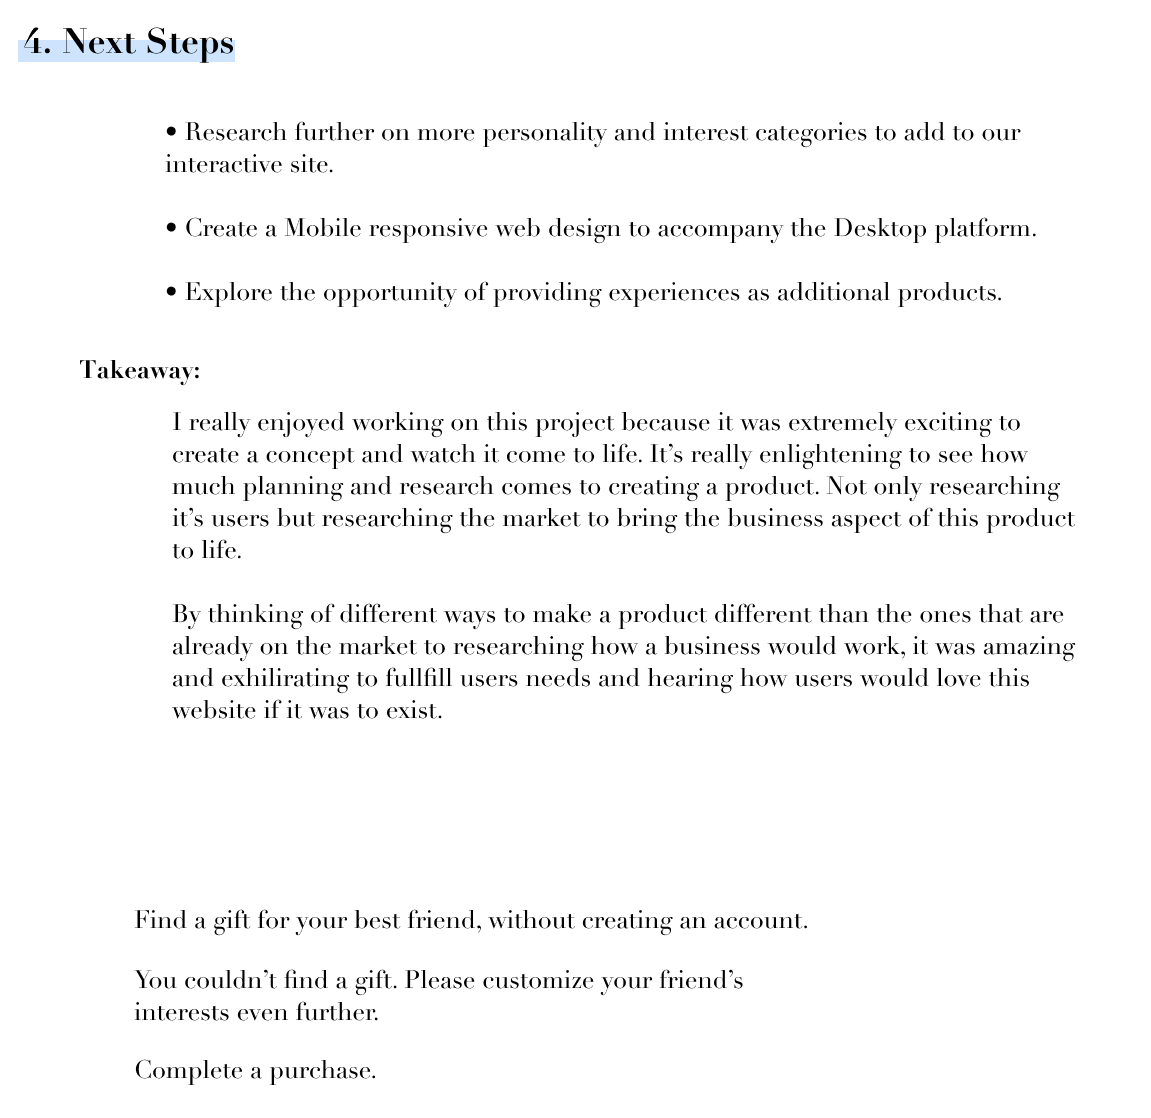 4. Next Steps
• Research further on more personality and interest categories to add to our
interactive site.
• Create a Mobile responsive web design to accompany the Desktop platform.
• Explore the opportunity of providing experiences as additional products.
Takeaway:
I really enjoyed working on this project because it was extremely exciting to
create a concept and watch it come to life. It’s really enlightening to see how
much planning and research comes to creating a product. Not only researching
it’s users but researching the market to bring the business aspect of this product
to life.
By thinking of different ways to make a product different than the ones that are
already on the market to researching how a business would work, it was amazing
and exhilirating to fullfill users needs and hearing how users would love this
website if it was to exist.
Find a gift for your best friend, without creating an account.
You couldn’t find a gift. Please customize your friend’s
interests even further.
Complete a purchase.